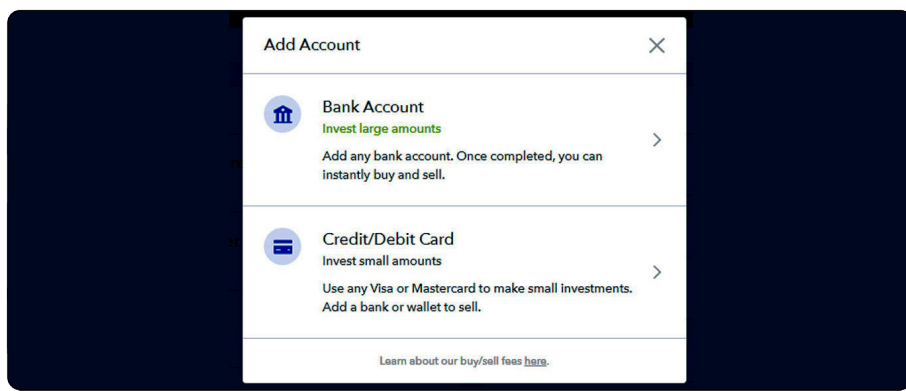 Add Account
Bank Account
Invest large amounts
Add any bank account. Once completed, you can
instantly buy and sell.
Credit/Debit Card
Invest small amounts
Use any Visa or Mastercard to make small investments.
Add a bank or wallet to sell.
Learn about our buy/sell fees here.